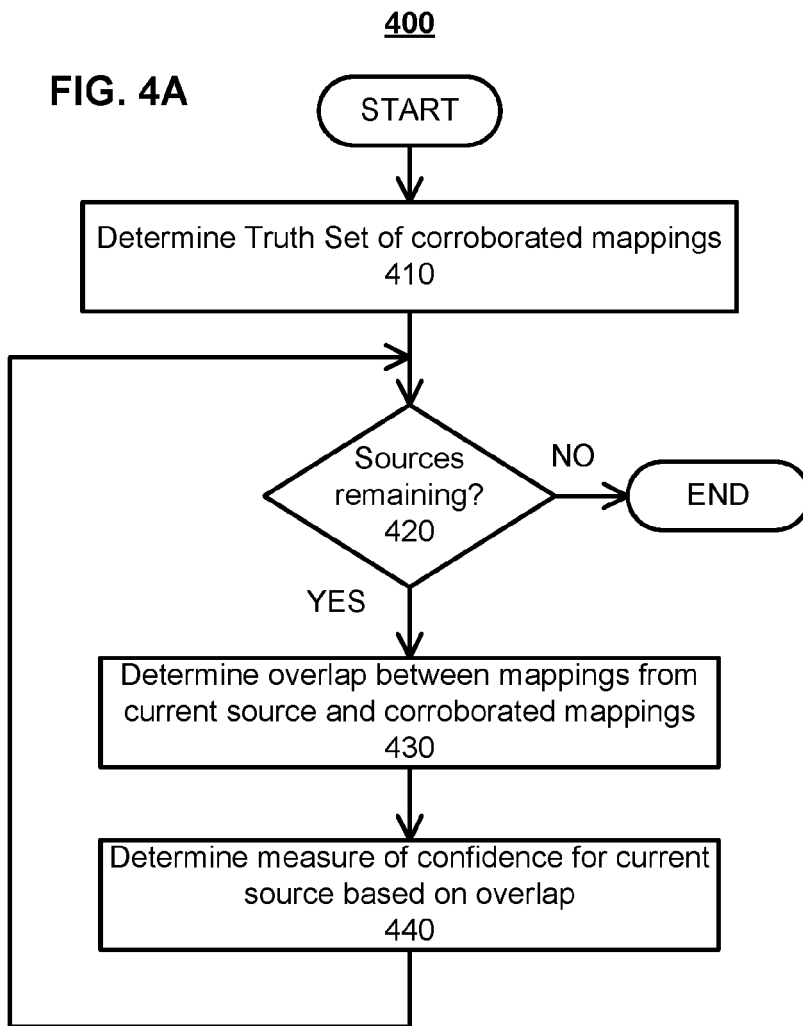 400
FIG. 4A
START
Determine Truth Set of corroborated mappings
410
Sources
remaining?
420
NO
END
YES
Determine overlap between mappings from
current source and corroborated mappings
430
Determine measure of confidence for current
source based on overlap
440